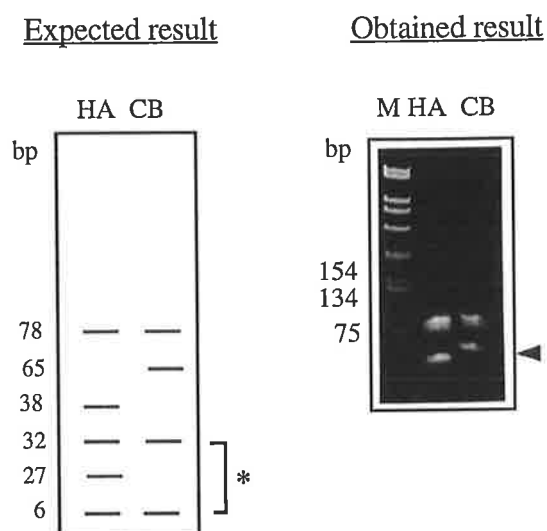 Expected result
HA CB
bp
78
65
38
32
27
6
*
Obtained result
M HA CB
bp
154
134
75